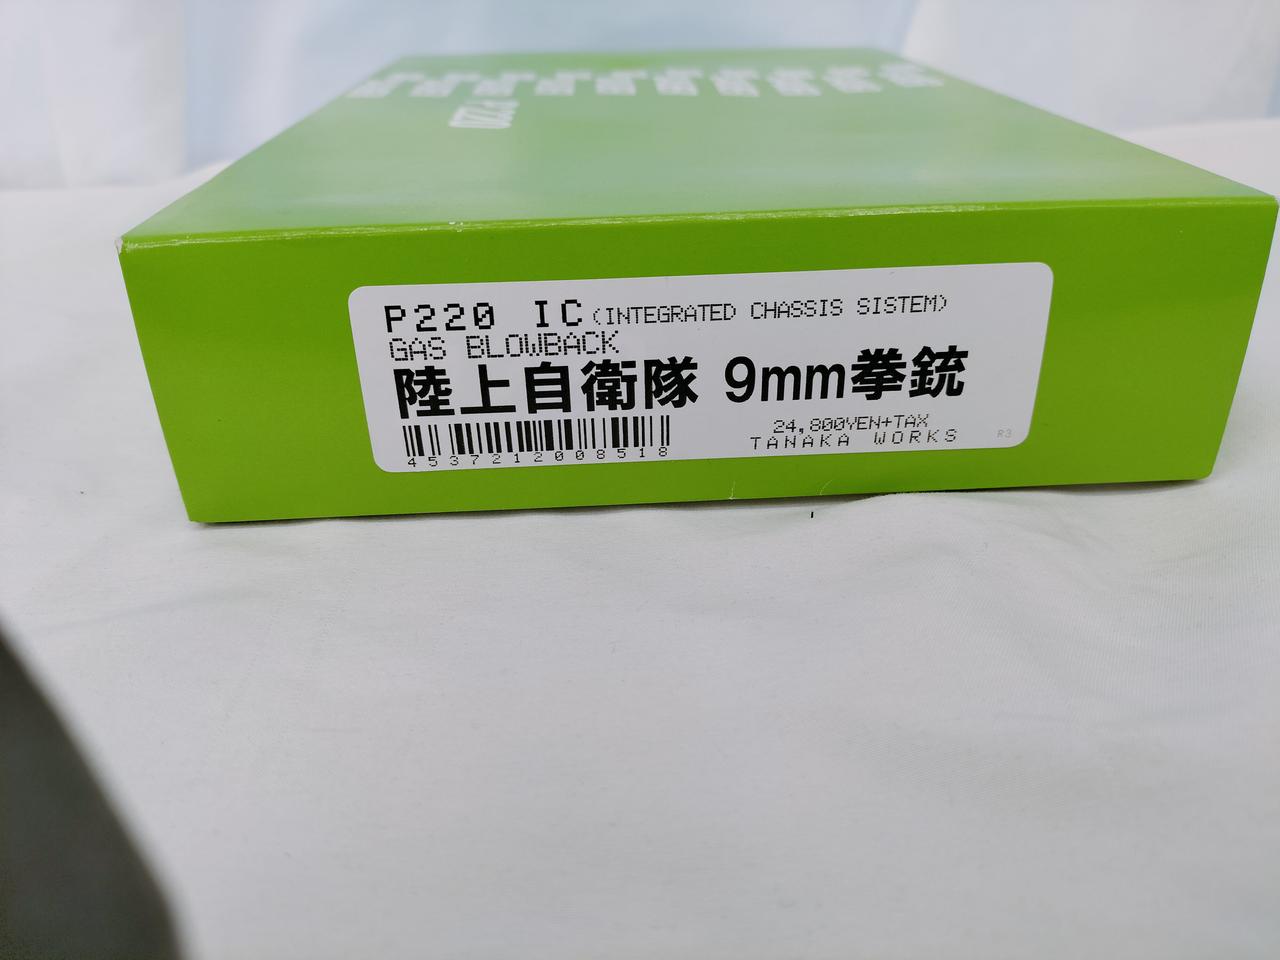 P220
P220 IC (INTEGRATED CHASSIS SISTEM)
GAS BLOWBACK
陸上自衛隊 9mm拳銃
4537212008518
24,800YEN+TAX
TANAKA WORKS
R3